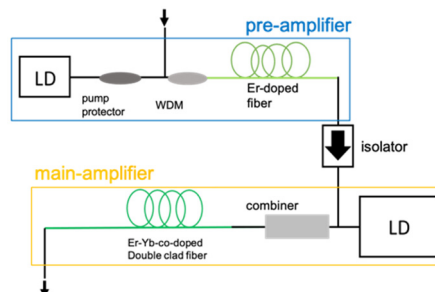 pre-amplifier
LD
pump
protector
WDM
Er-doped
fiber
isolator
main-amplifier
combiner
LD
Er-Yb-co-doped
Double clad fiber